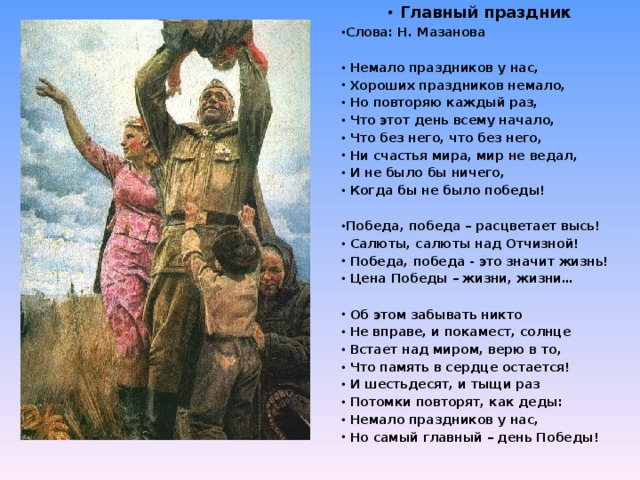 • Главный праздник
•Слова: Н. Мазанова
• Немало праздников у нас,
• Хороших праздников немало,
• Но повторяю каждый раз,
• Что этот день всему начало,
• Что без него, что без него,
• Ни счастья мира, мир не ведал,
• И не было бы ничего,
• Когда бы не было победы!
•Победа, победа – расцветает высь!
• Салюты, салюты над Отчизной!
• Победа, победа - это значит жизнь!
• Цена Победы – жизни, жизни…
• Об этом забывать никто
• Не вправе, и покамест, солнце
• Встает над миром, верю в то,
• Что память в сердце остается!
• И шестьдесят, и тыщи раз
• Потомки повторят, как деды:
• Немало праздников у нас,
• Но самый главный – день Победы!